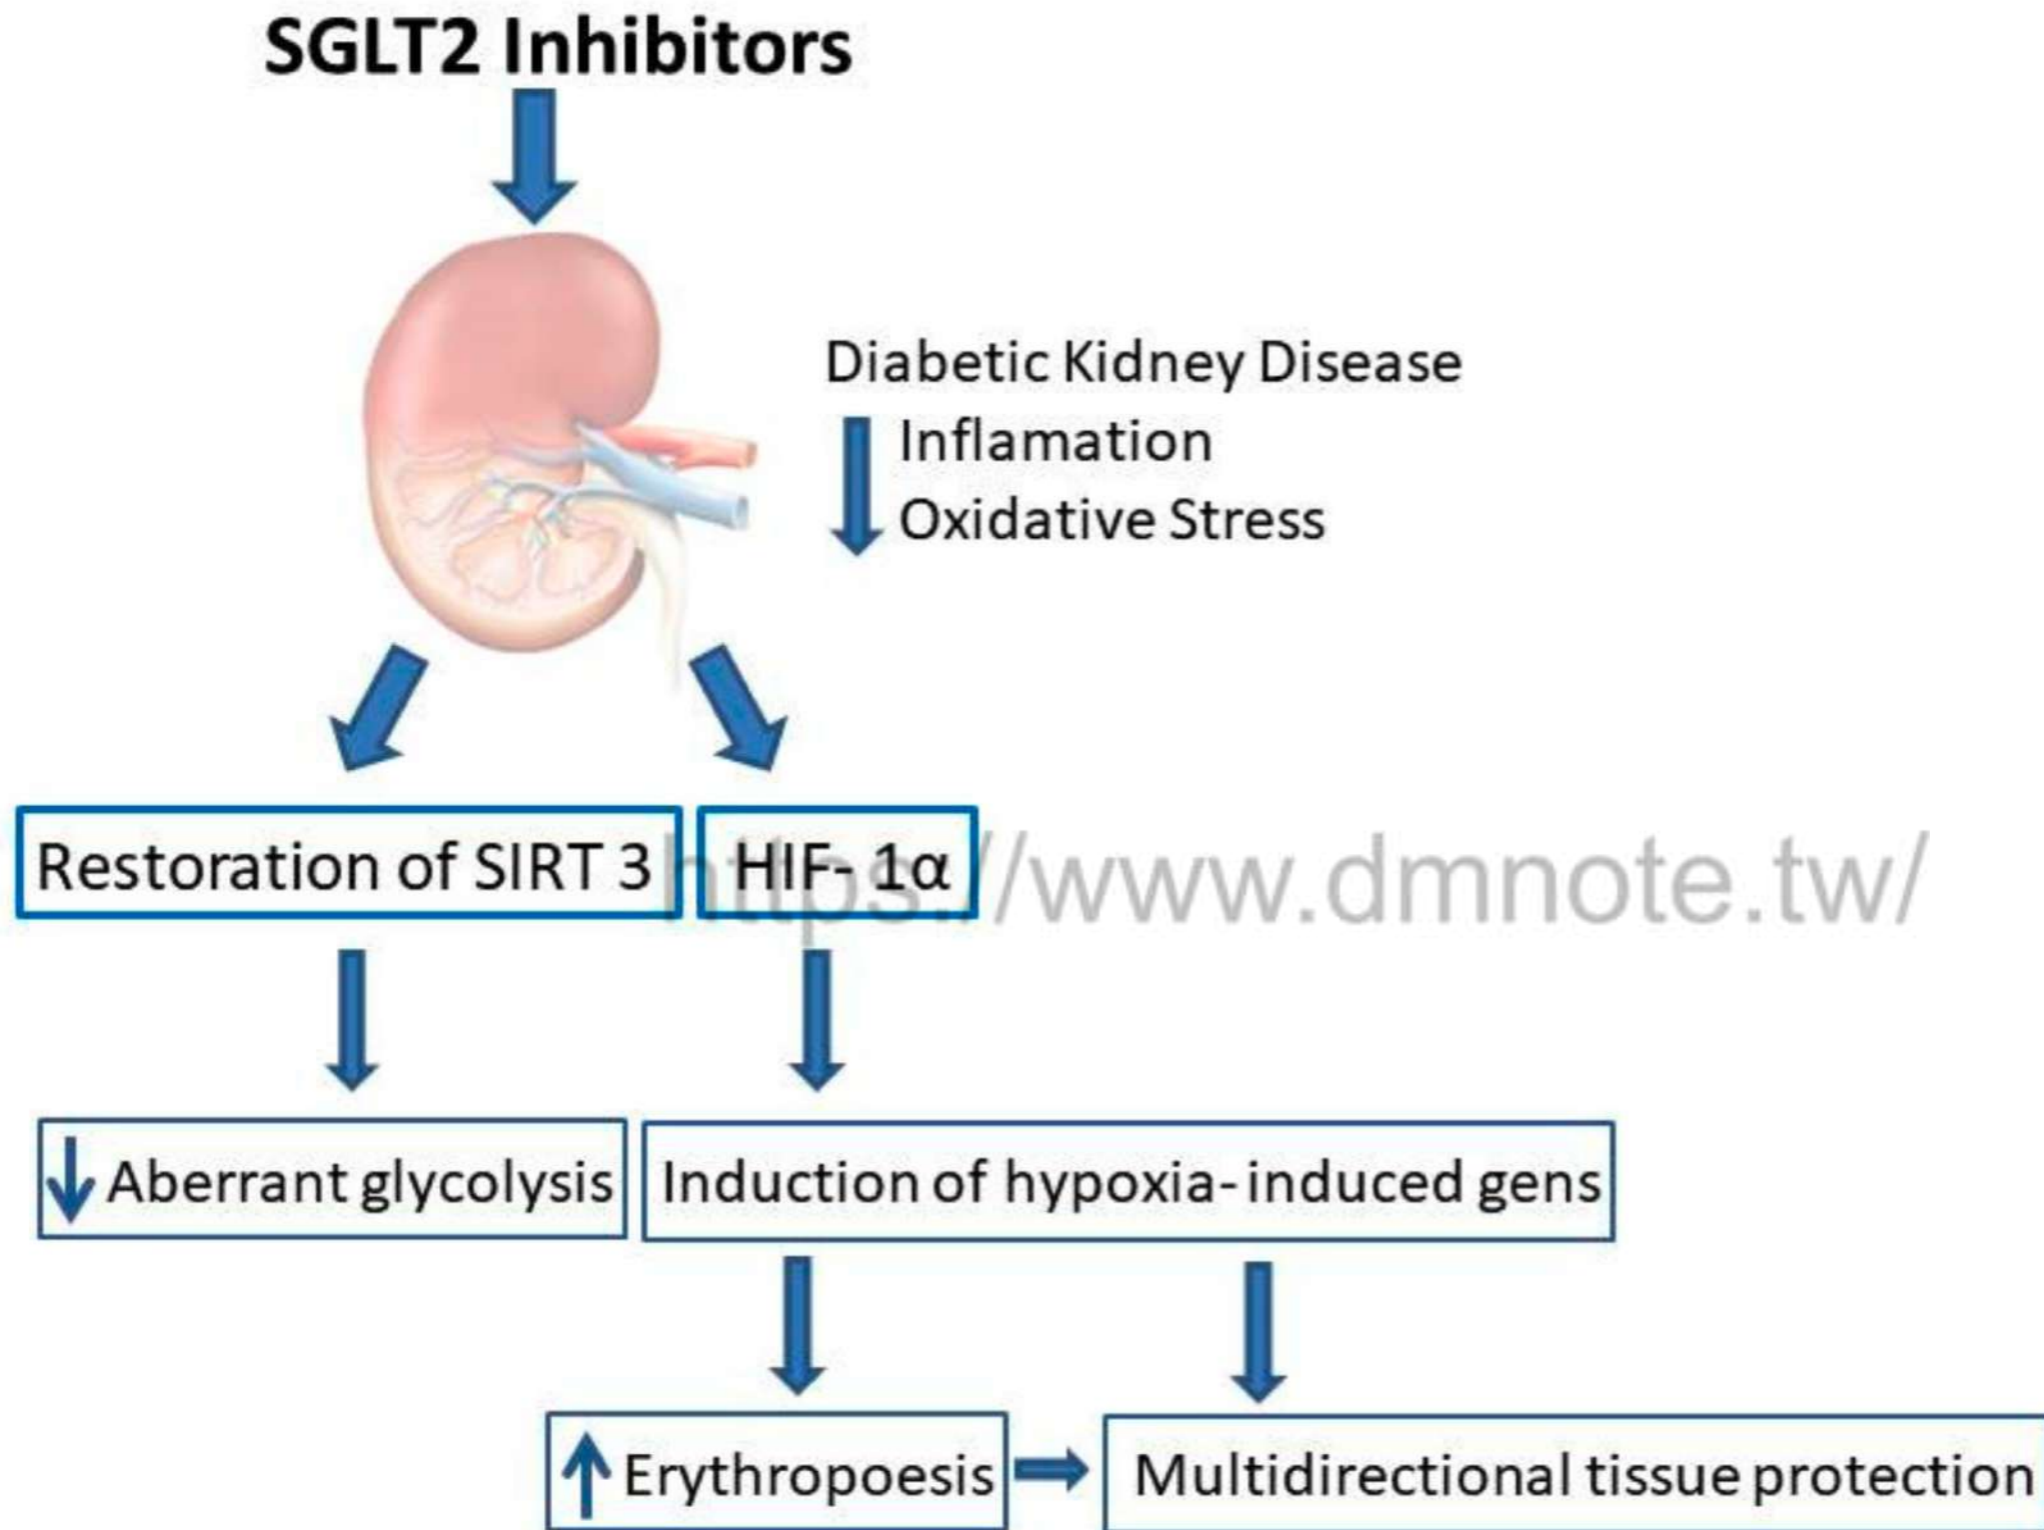 SGLT2 Inhibitors
Diabetic Kidney Disease
Inflamation
Oxidative Stress
Restoration of SIRT 3
HIF- 1α
https://www.dmnote.tw/
Aberrant glycolysis
Induction of hypoxia-induced gens
Erythropoesis
Multidirectional tissue protection